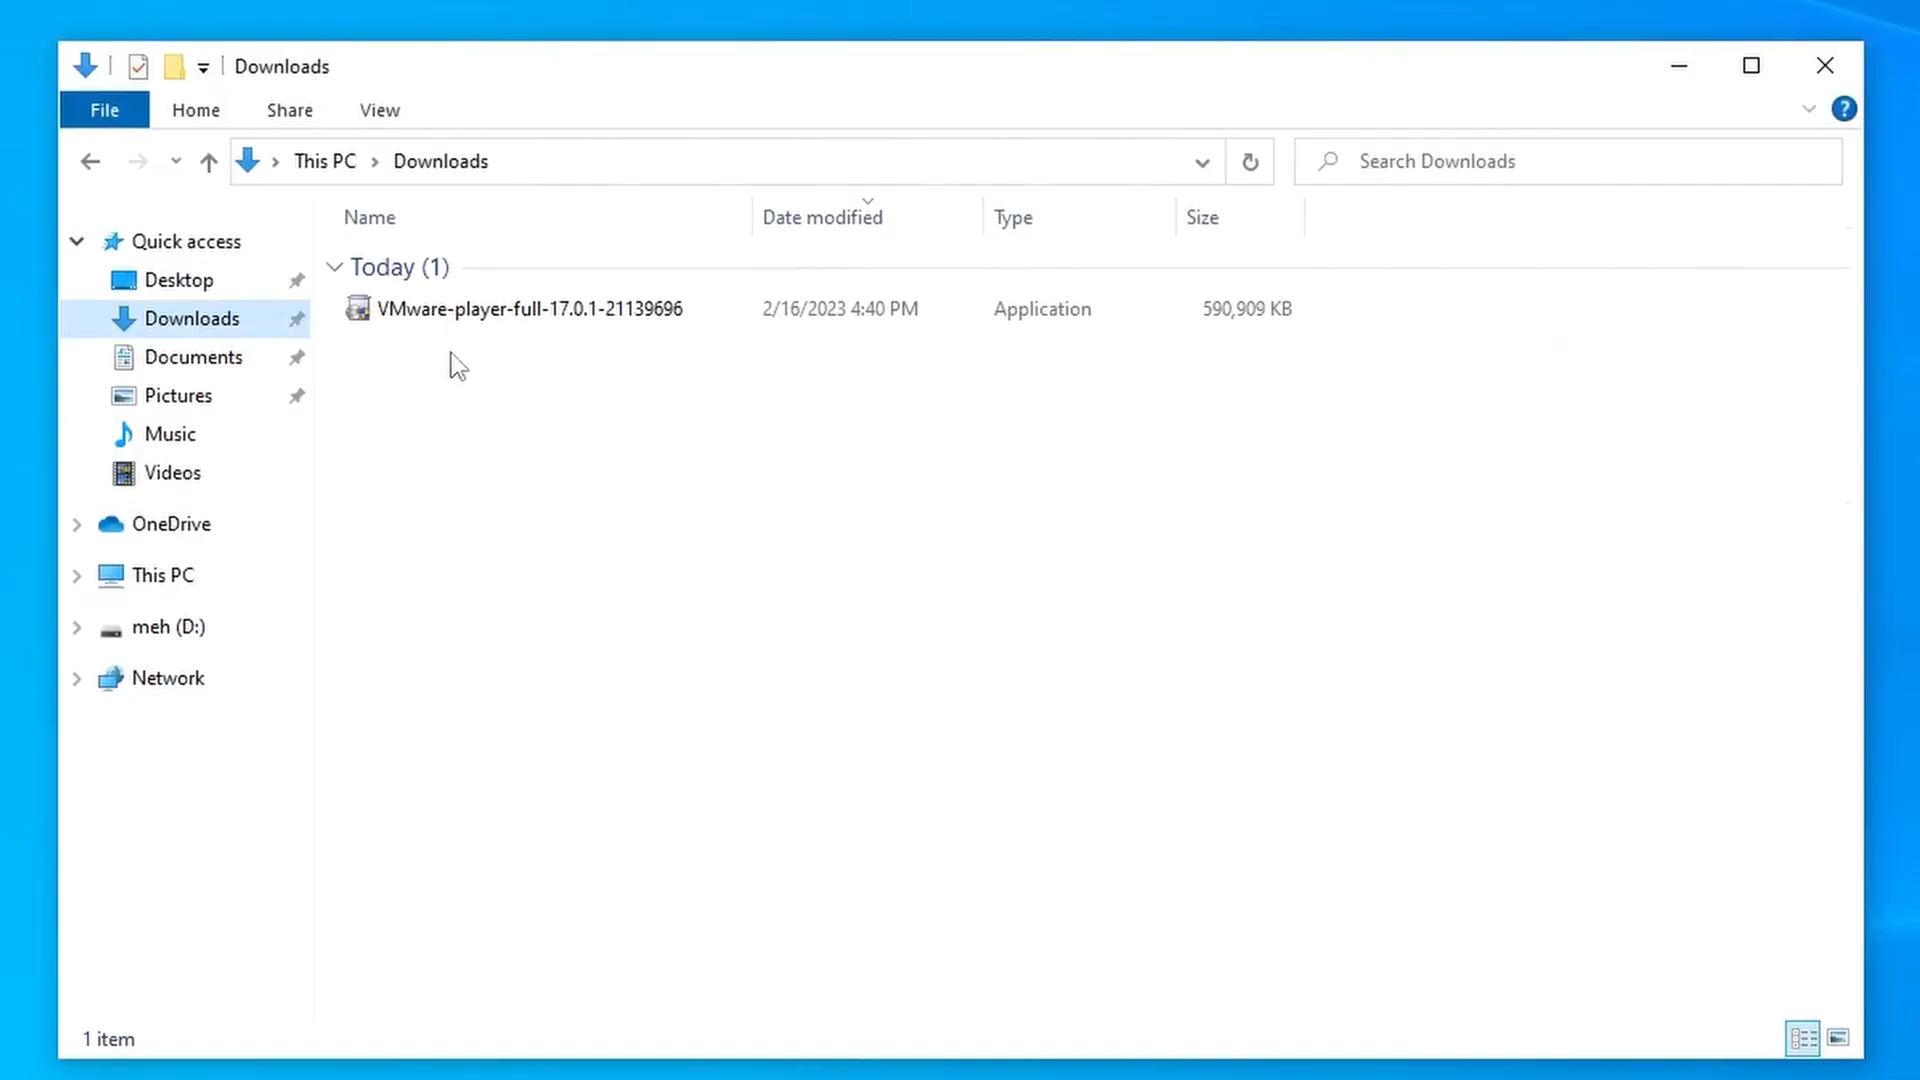 Downloads
File Home Share View
?
This PC Downloads
Search Downloads
Name Date modified Type Size
Quick access
Today (1)
Desktop
VMware-player-full-17.0.1-21139696 2/16/2023 4:40 PM Application 590,909 KB
Downloads
Documents
Pictures
Music
Videos
OneDrive
This PC
meh (D:)
Network
1 item